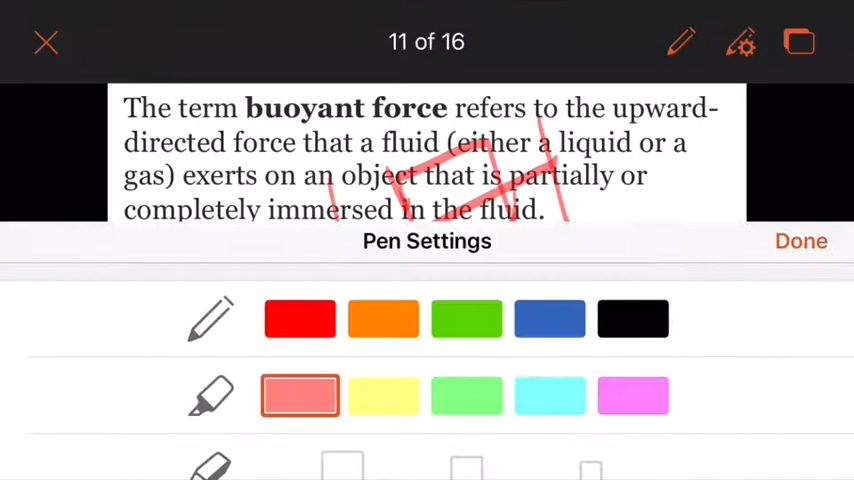 11 of 16
The term buoyant force refers to the upward-
directed force that a fluid (either a liquid or a
gas) exerts on an object that is partially or
completely immersed in the fluid.
Pen Settings
Done